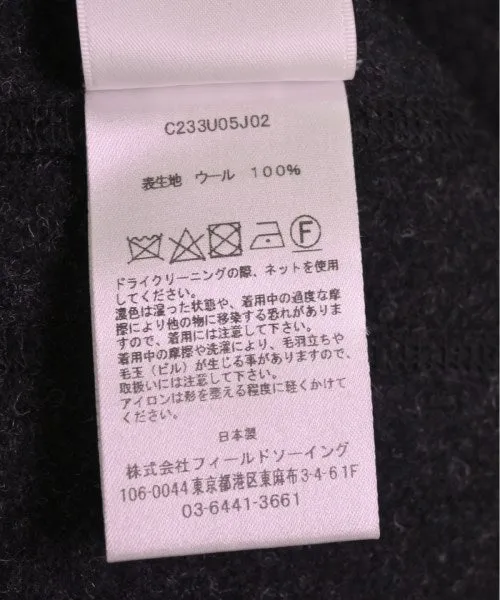 C233U05J02
表生地 ウール 100%
F
ドライクリーニングの際、ネットを使用
してください。
濃色は湿った状態や、着用中の過度な摩
擦により他の物に移染する恐れがありま
すので、着用には注意して下さい。
着用中の摩擦や洗濯により、毛羽立ちや
毛玉(ピル)が生じる事がありますので、
取扱いには注意して下さい。
アイロンは形を整える程度に軽くかけて
ください。
日本製
株式会社フィールドソーイング
106-0044 東京都港区東麻布3-4-6 1F
03-6441-3661